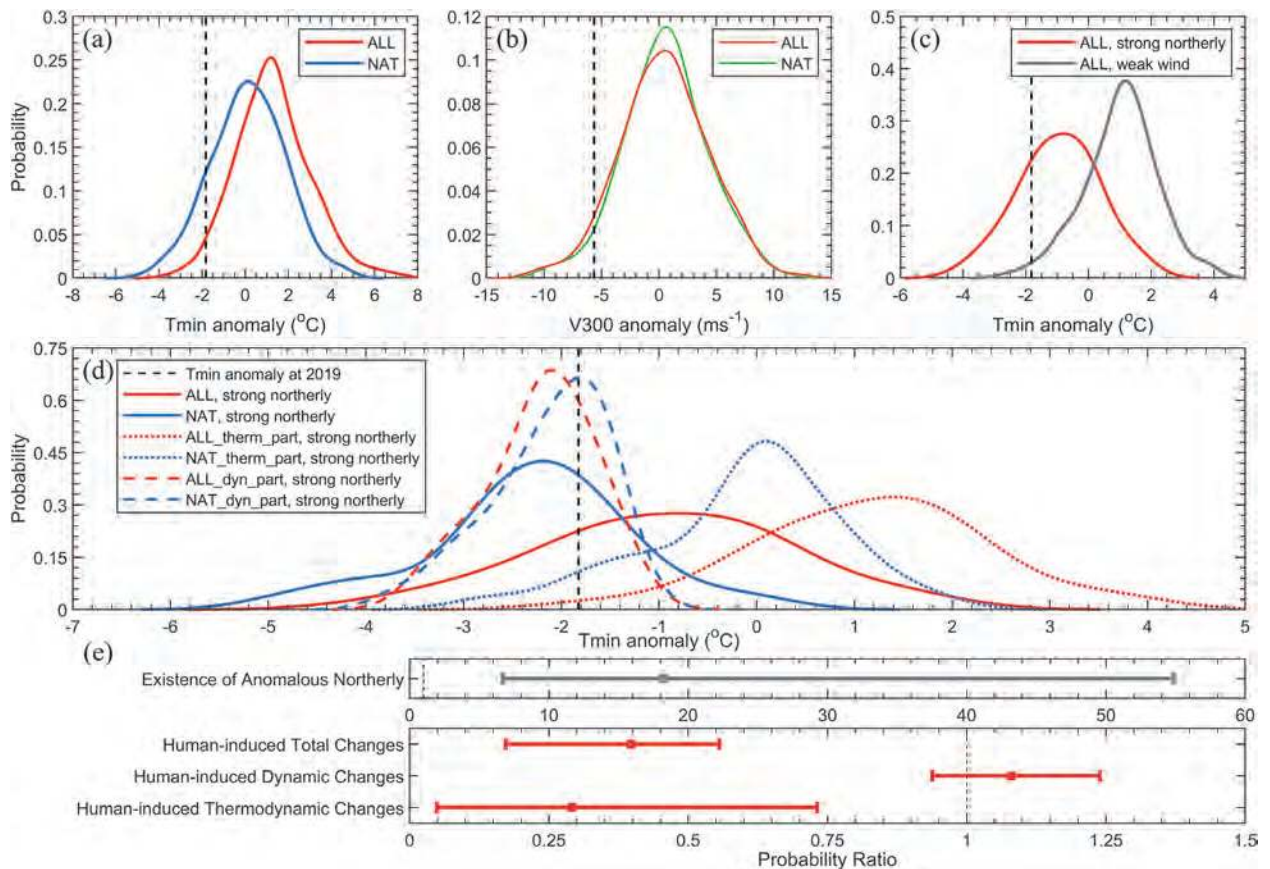 (a)
ALL
NAT
0.3
0.25
0.2
0.15
0.1
0.05
0
Probability
-8 -6 -4 -2 0 2 4 6 8
Tmin anomaly (°C)
(b)
ALL
NAT
0.12
0.1
0.08
0.06
0.04
0.02
0
-15 -10 -5 0 5 10 15
V300 anomaly (ms⁻¹)
(c)
ALL, strong northerly
ALL, weak wind
0.5
0.4
0.3
0.2
0.1
0
-6 -4 -2 0 2 4
Tmin anomaly (°C)
(d)
Tmin anomaly at 2019
ALL, strong northerly
NAT, strong northerly
ALL_therm_part, strong northerly
NAT_therm_part, strong northerly
ALL_dyn_part, strong northerly
NAT_dyn_part, strong northerly
0.75
0.6
0.45
0.3
0.15
0
Probability
-7 -6 -5 -4 -3 -2 -1 0 1 2 3 4 5
Tmin anomaly (°C)
(e)
Existence of Anomalous Northerly
0 10 20 30 40 50 60
Human-induced Total Changes
Human-induced Dynamic Changes
Human-induced Thermodynamic Changes
0 0.25 0.5 0.75 1 1.25 1.5
Probability Ratio